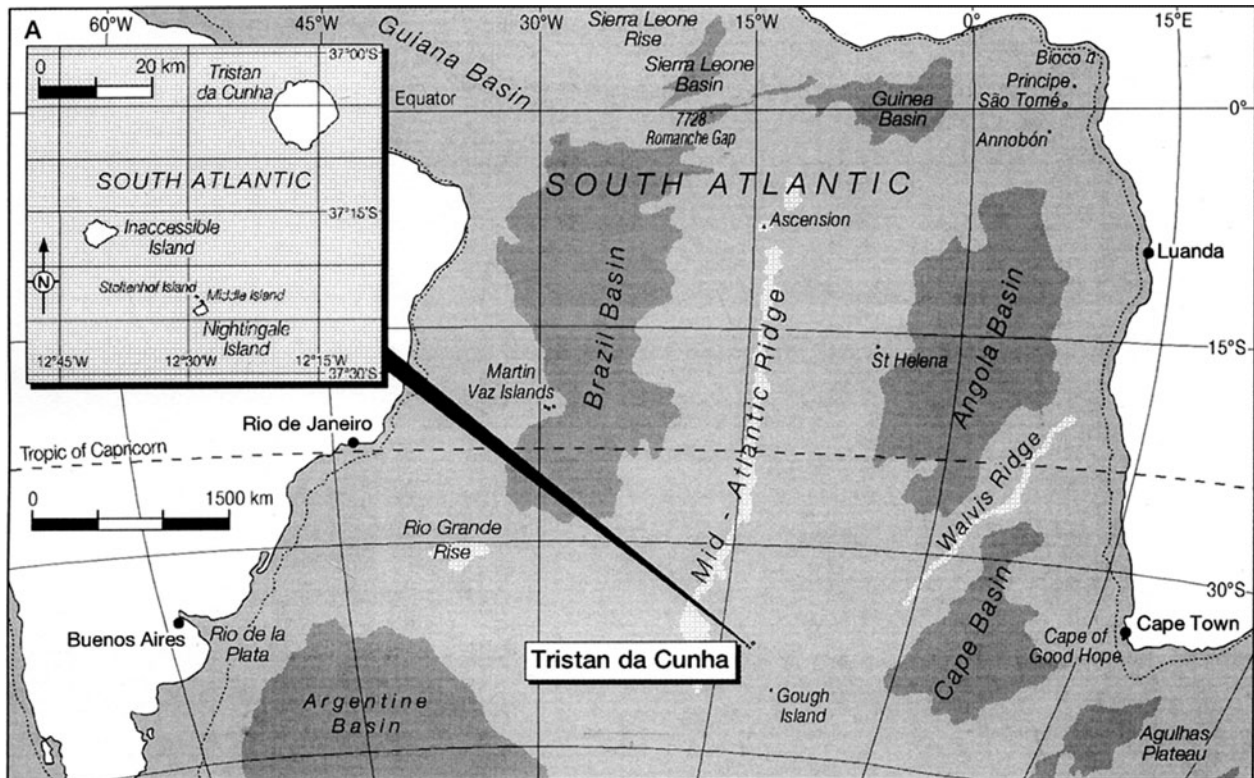 A
60°W
45°W
30°W
15°W
0°
15°E
0
20 km
37°00'S
Tristan
da Cunha
SOUTH ATLANTIC
37°15'S
Inaccessible
Island
N
Stoltenhof Island
Middle Island
Nightingale
Island
12°45'W
12°30'W
12°15'W
37°30'S
Guiana Basin
Sierra Leone
Rise
Sierra Leone
Basin
Equator
7728
Romanche Gap
Guinea
Basin
Principe
São Tomé
Annobón
0°
SOUTH ATLANTIC
Ascension
Luanda
Brazil Basin
Mid - Atlantic Ridge
Angola Basin
St Helena
15°S
Martin
Vaz Islands
Rio de Janeiro
Tropic of Capricorn
0
1500 km
Rio Grande
Rise
Walvis Ridge
30°S
Buenos Aires
Rio de la
Plata
Cape Basin
Cape of
Good Hope
Cape Town
Tristan da Cunha
Argentine
Basin
Gough
Island
Agulhas
Plateau